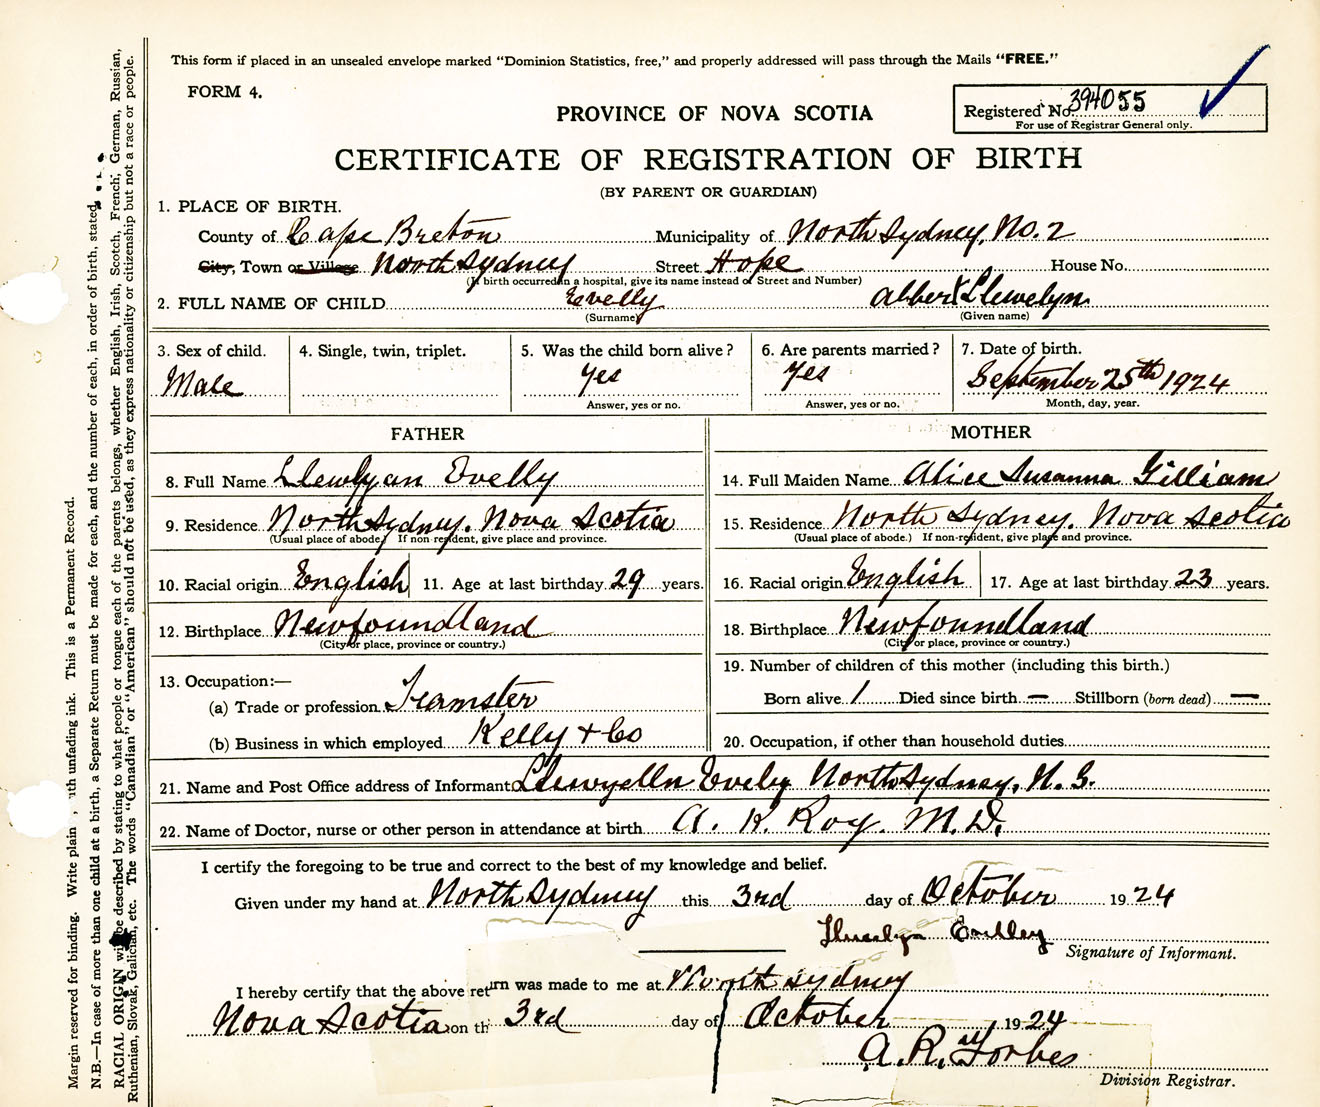 This form if placed in an unsealed envelope marked "Dominion Statistics, free," and properly addressed will pass through the Mails "FREE."
FORM 4.
PROVINCE OF NOVA SCOTIA
Registered No. 394055
For use of Registrar General only.
CERTIFICATE OF REGISTRATION OF BIRTH
(BY PARENT OR GUARDIAN)
1. PLACE OF BIRTH.
County of Cape Breton Municipality of North Sydney, No. 2
City, Town or Village North Sydney Street Hope House No.
(If birth occurred in a hospital, give its name instead of Street and Number)
2. FULL NAME OF CHILD Evelly Albert Llewelyn
(Surname) (Given name)
3. Sex of child. 4. Single, twin, triplet. 5. Was the child born alive? 6. Are parents married? 7. Date of birth.
Male Yes Yes September 25th 1924
Answer, yes or no. Answer, yes or no. Month, day, year.
FATHER MOTHER
8. Full Name Llewlyan Evelly 14. Full Maiden Name Alice Susanna Gilliam
9. Residence North Sydney, Nova Scotia 15. Residence North Sydney, Nova Scotia
(Usual place of abode.) If non-resident, give place and province. (Usual place of abode.) If non-resident, give place and province.
10. Racial origin English 11. Age at last birthday 29 years. 16. Racial origin English 17. Age at last birthday 23 years.
12. Birthplace Newfoundland 18. Birthplace Newfoundland
(City or place, province or country.) (City or place, province or country.)
13. Occupation:— 19. Number of children of this mother (including this birth.)
(a) Trade or profession Teamster Born alive 1 Died since birth — Stillborn (born dead) —
(b) Business in which employed Kelly + Co 20. Occupation, if other than household duties
21. Name and Post Office address of Informant Llewyelln Evely North Sydney, N.S.
22. Name of Doctor, nurse or other person in attendance at birth A. K. Roy. M.D.
I certify the foregoing to be true and correct to the best of my knowledge and belief.
Given under my hand at North Sydney this 3rd day of October 1924
Signature of Informant.
I hereby certify that the above return was made to me at North Sydney
Nova Scotia on th 3rd day of October 1924
A. R. Forbes
Division Registrar.
Margin reserved for binding. Write plain , with unfading ink. This is a Permanent Record.
N.B.—In case of more than one child at a birth, a Separate Return must be made for each, and the number of each, in order of birth, stated.
RACIAL ORIGIN will be described by stating to what people or tongue each of the parents belongs, whether English, Irish, Scotch, French, German, Russian,
Ruthenian, Slovak, Galician, etc. The words "Canadian" or "American" should not be used, as they express nationality or citizenship but not a race or people.